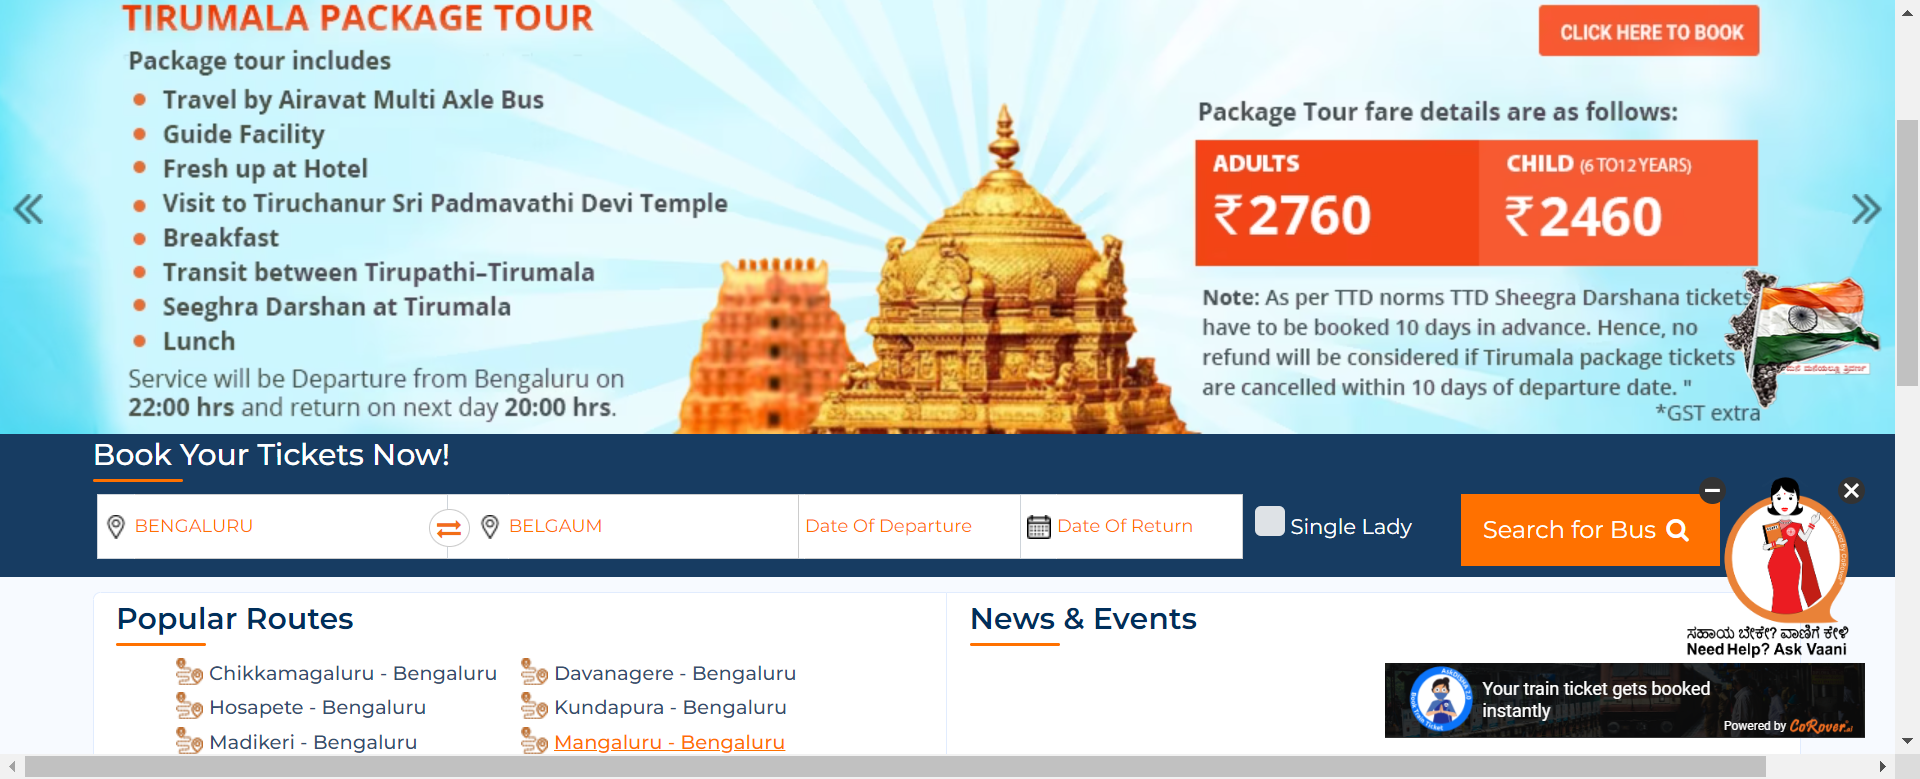 TIRUMALA PACKAGE TOUR
Package tour includes
Travel by Airavat Multi Axle Bus
Guide Facility
Fresh up at Hotel
Visit to Tiruchanur Sri Padmavathi Devi Temple
Breakfast
Transit between Tirupathi–Tirumala
Seeghra Darshan at Tirumala
Lunch
Service will be Departure from Bengaluru on
22:00 hrs and return on next day 20:00 hrs.
CLICK HERE TO BOOK
Package Tour fare details are as follows:
ADULTS
₹2760
CHILD (6 TO12 YEARS)
₹2460
Note: As per TTD norms TTD Sheegra Darshana tickets
have to be booked 10 days in advance. Hence, no
refund will be considered if Tirumala package tickets
are cancelled within 10 days of departure date. "
*GST extra
Book Your Tickets Now!
BENGALURU
BELGAUM
Date Of Departure
Date Of Return
Single Lady
Search for Bus
Popular Routes
Chikkamagaluru - Bengaluru
Davanagere - Bengaluru
Hosapete - Bengaluru
Kundapura - Bengaluru
Madikeri - Bengaluru
Mangaluru - Bengaluru
News & Events
ಸಹಾಯ ಬೇಕೇ? ವಾಣಿಗೆ ಕೇಳಿ
Need Help? Ask Vaani
Your train ticket gets booked
instantly
Powered by CoRover.ai